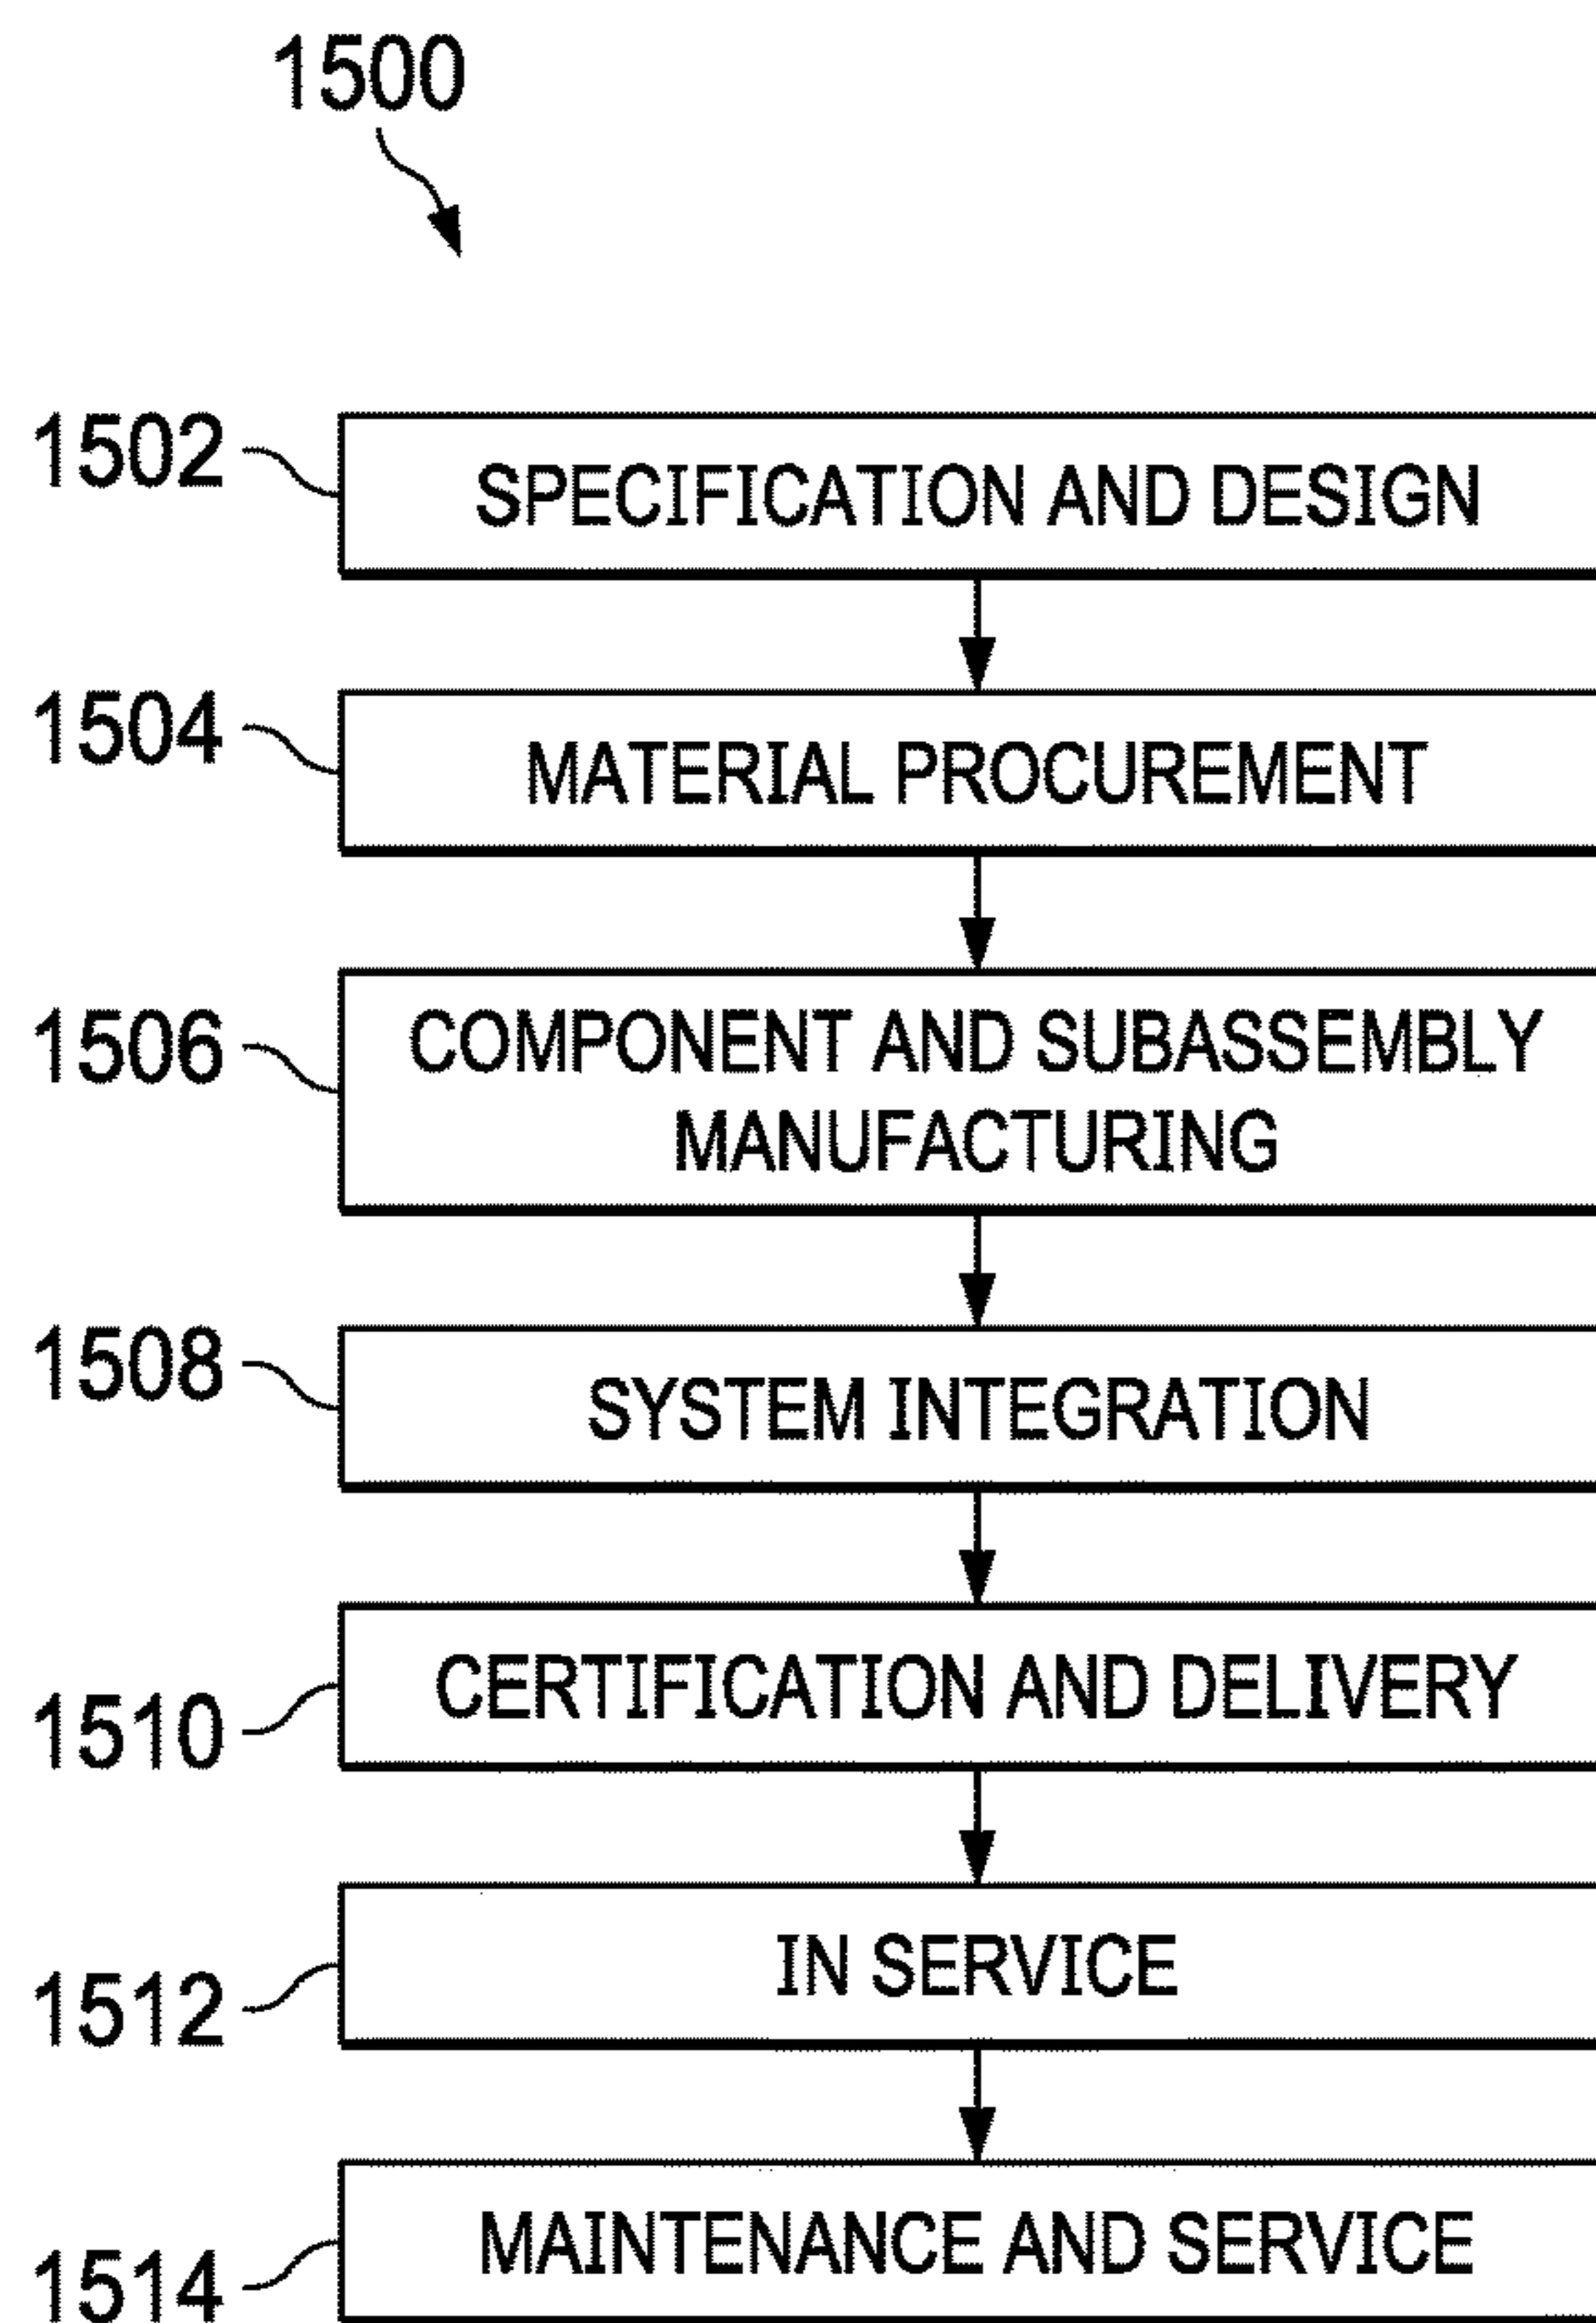 1500
1502 SPECIFICATION AND DESIGN
1504 MATERIAL PROCUREMENT
1506 COMPONENT AND SUBASSEMBLY
MANUFACTURING
1508 SYSTEM INTEGRATION
1510 CERTIFICATION AND DELIVERY
1512 IN SERVICE
1514 MAINTENANCE AND SERVICE